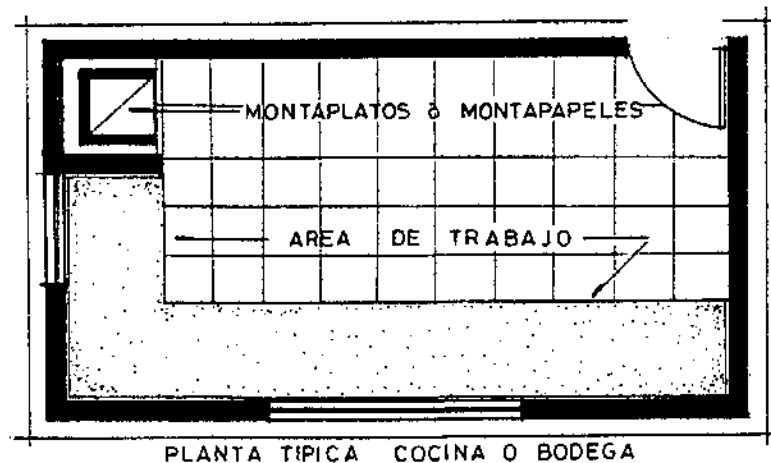 MONTAPLATOS ò MONTAPAPELES
AREA DE TRABAJO
PLANTA TIPICA COCINA O BODEGA